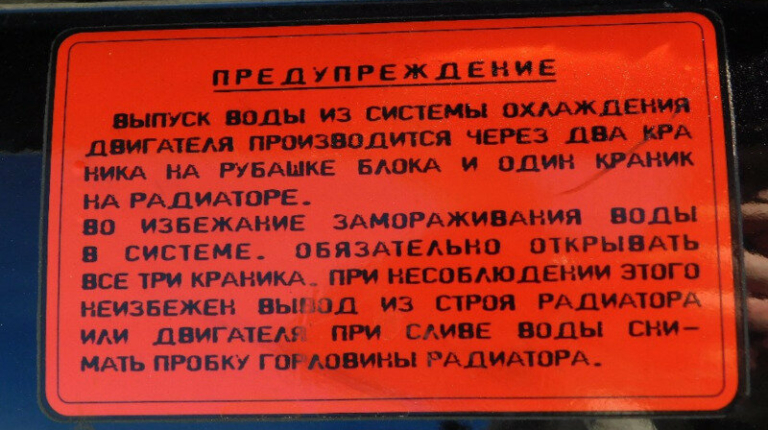 ПРЕДУПРЕЖДЕНИЕ
ВЫПУСК ВОДЫ ИЗ СИСТЕМЫ ОХЛАЖДЕНИЯ
ДВИГАТЕЛЯ ПРОИЗВОДИТСЯ ЧЕРЕЗ ДВА КРА
НИКА НА РУБАШКЕ БЛОКА И ОДИН КРАНИК
НА РАДИАТОРЕ.
ВО ИЗБЕЖАНИЕ ЗАМОРАЖИВАНИЯ ВОДЫ
В СИСТЕМЕ. ОБЯЗАТЕЛЬНО ОТКРЫВАТЬ
ВСЕ ТРИ КРАНИКА. ПРИ НЕСОБЛЮДЕНИИ ЭТОГО
НЕИЗБЕЖЕН ВЫВОД ИЗ СТРОЯ РАДИАТОРА
ИЛИ ДВИГАТЕЛЯ ПРИ СЛИВЕ ВОДЫ СНИ-
МАТЬ ПРОБКУ ГОРЛОВИНЫ РАДИАТОРА.